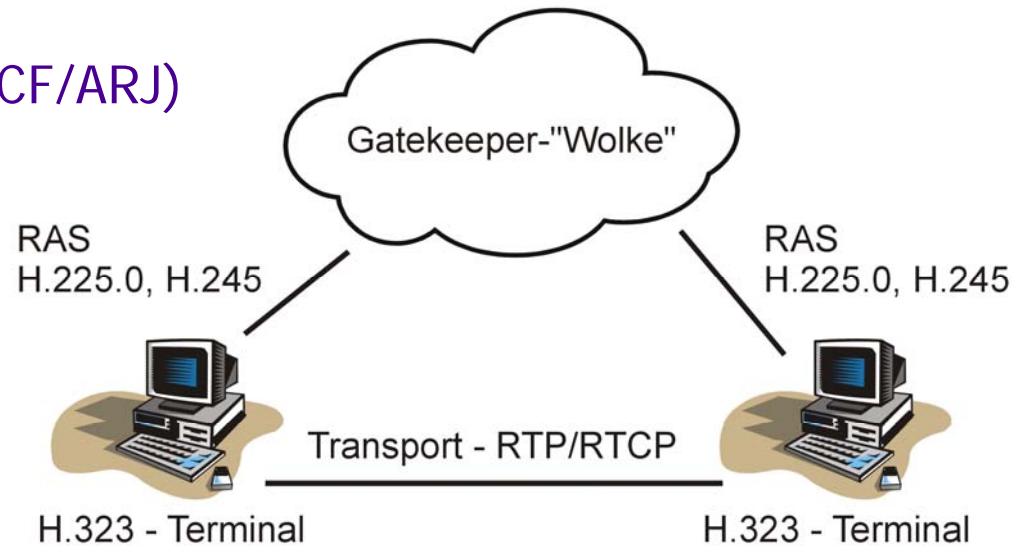 CF/ARJ)
Gatekeeper-"Wolke"
RAS
H.225.0, H.245
RAS
H.225.0, H.245
Transport - RTP/RTCP
H.323 - Terminal
H.323 - Terminal